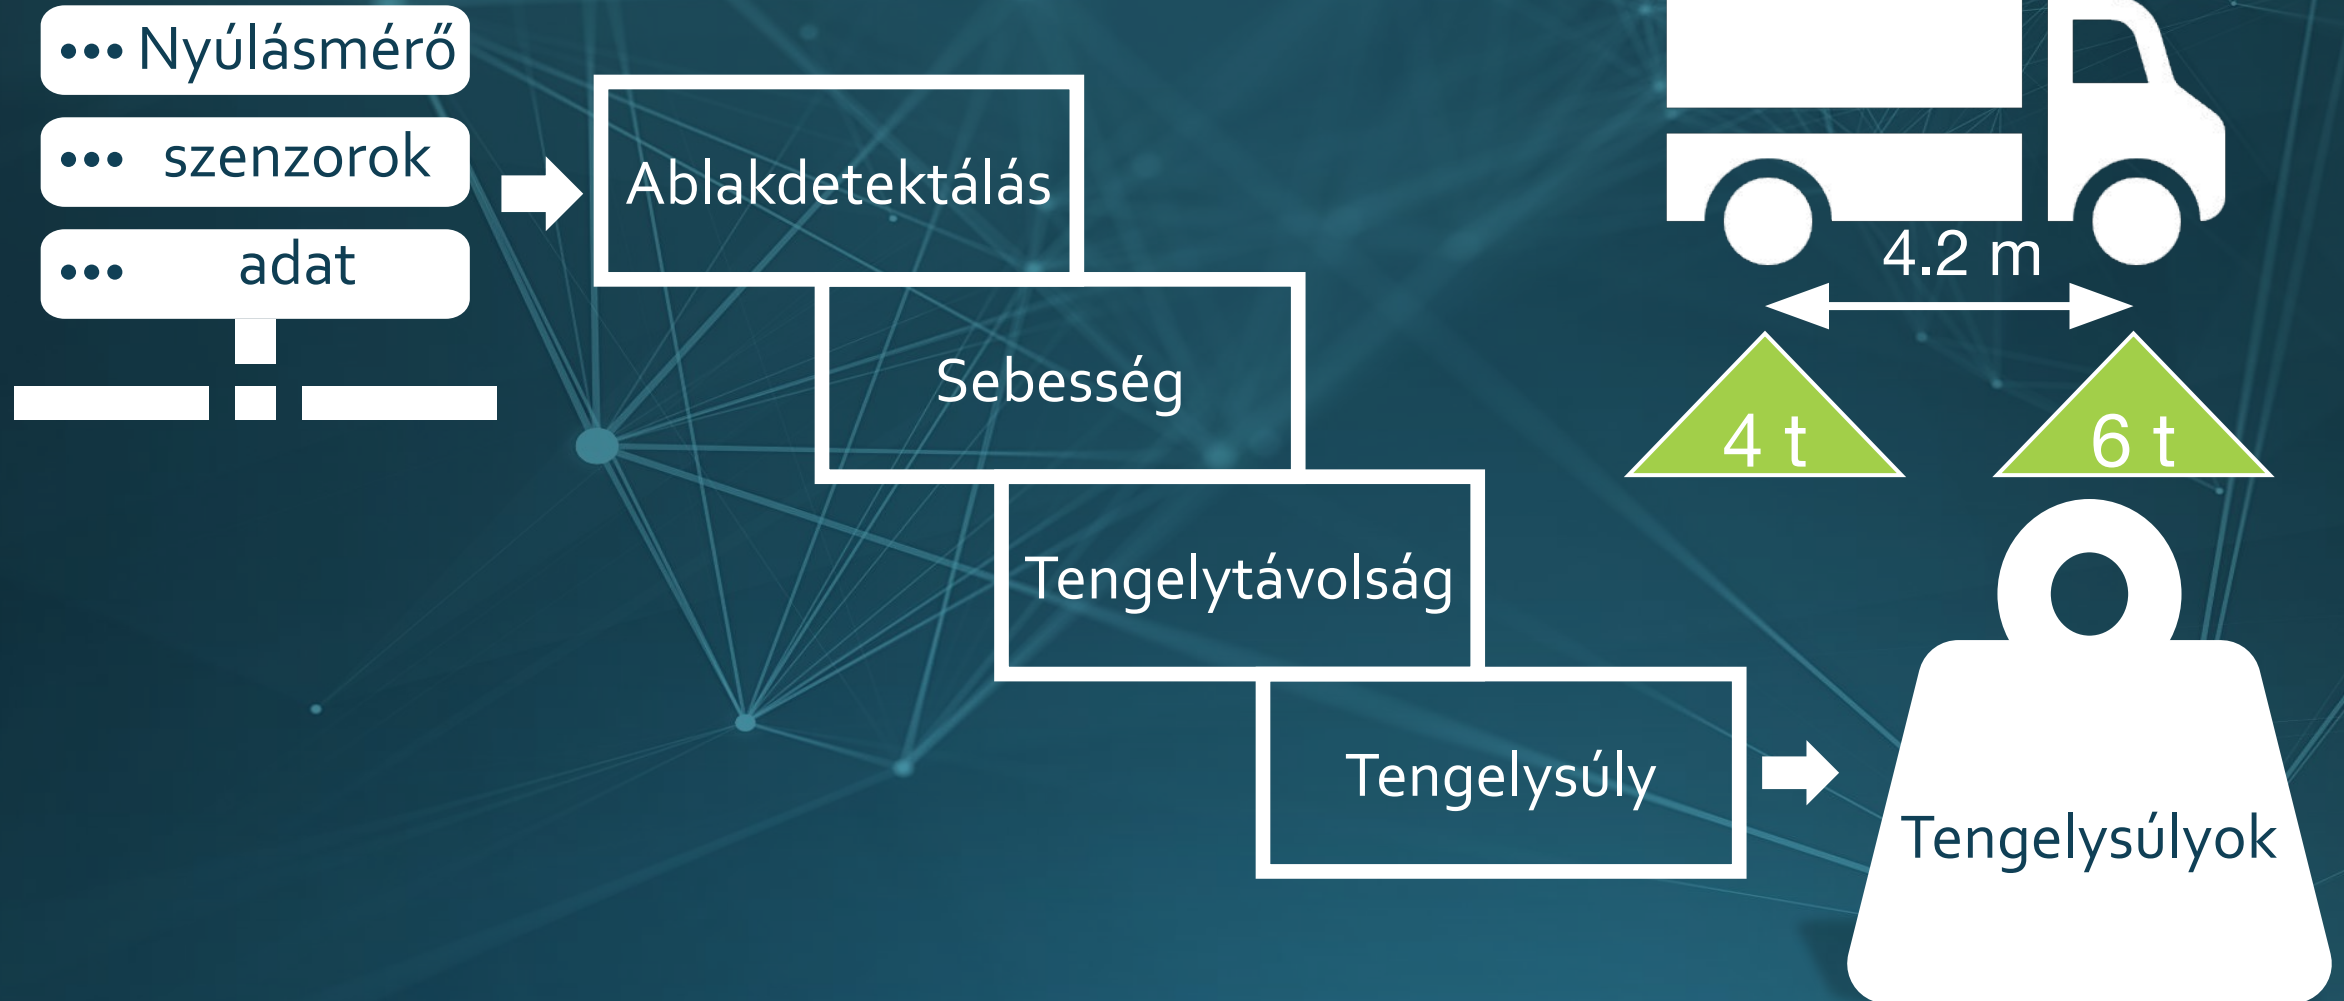 Nyúlásmérő
szenzorok
adat
Ablakdetektálás
Sebesség
Tengelytávolság
Tengelysúly
4.2 m
4 t
6 t
Tengelysúlyok